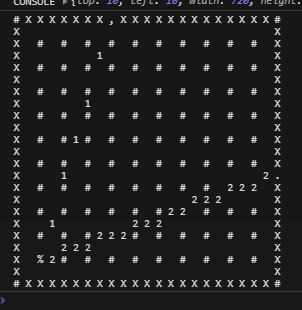 CONSOLE ▶{top: 10, left: 10, width: 720, height:
# X X X X X X X , X X X X X X X X X X X X X #
X X
X # # # # # # # # # # X
X 1 X
X # # # # # # # # # # X
X X
X # # # # # # # # # # X
X 1 X
X # # # # # # # # # # X
X X
X # # 1 # # # # # # # # X
X X
X # # # # # # # # # # X
X 1 2 .
X # # # # # # # # 2 2 2 X
X 2 2 2 X
X # # # # # # 2 2 # # # X
X 1 2 2 2 X
X # # # 2 2 2 # # # # # # X
X 2 2 2 X
X % 2 # # # # # # # # # X
X X
# X X X X X X X X X X X X X X X X X X X X X #